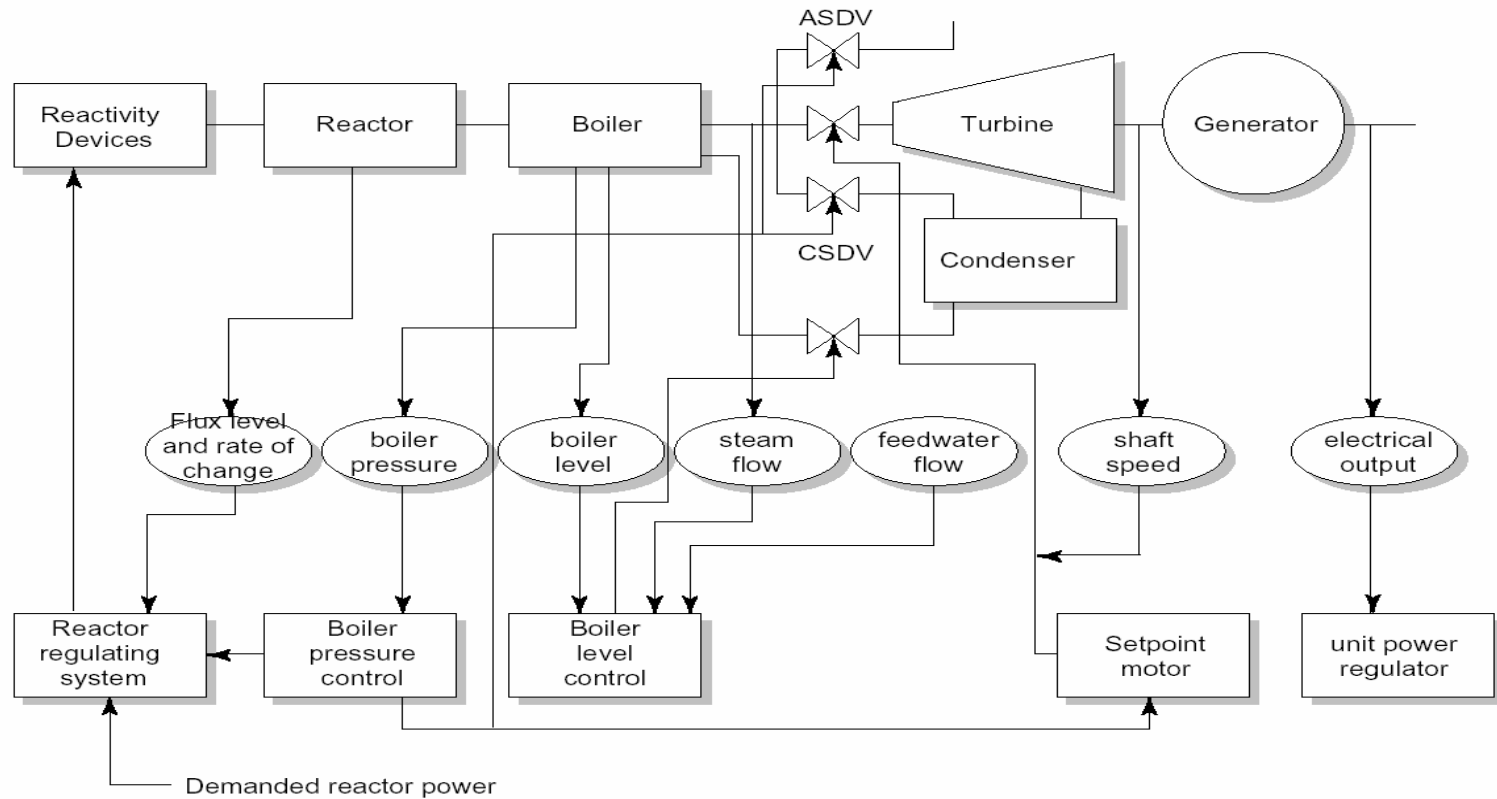 ASDV
Reactivity
Devices
Reactor
Boiler
Turbine
Generator
CSDV
Condenser
Flux level
and rate of
change
boiler
pressure
boiler
level
steam
flow
feedwater
flow
shaft
speed
electrical
output
Reactor
regulating
system
Boiler
pressure
control
Boiler
level
control
Setpoint
motor
unit power
regulator
Demanded reactor power